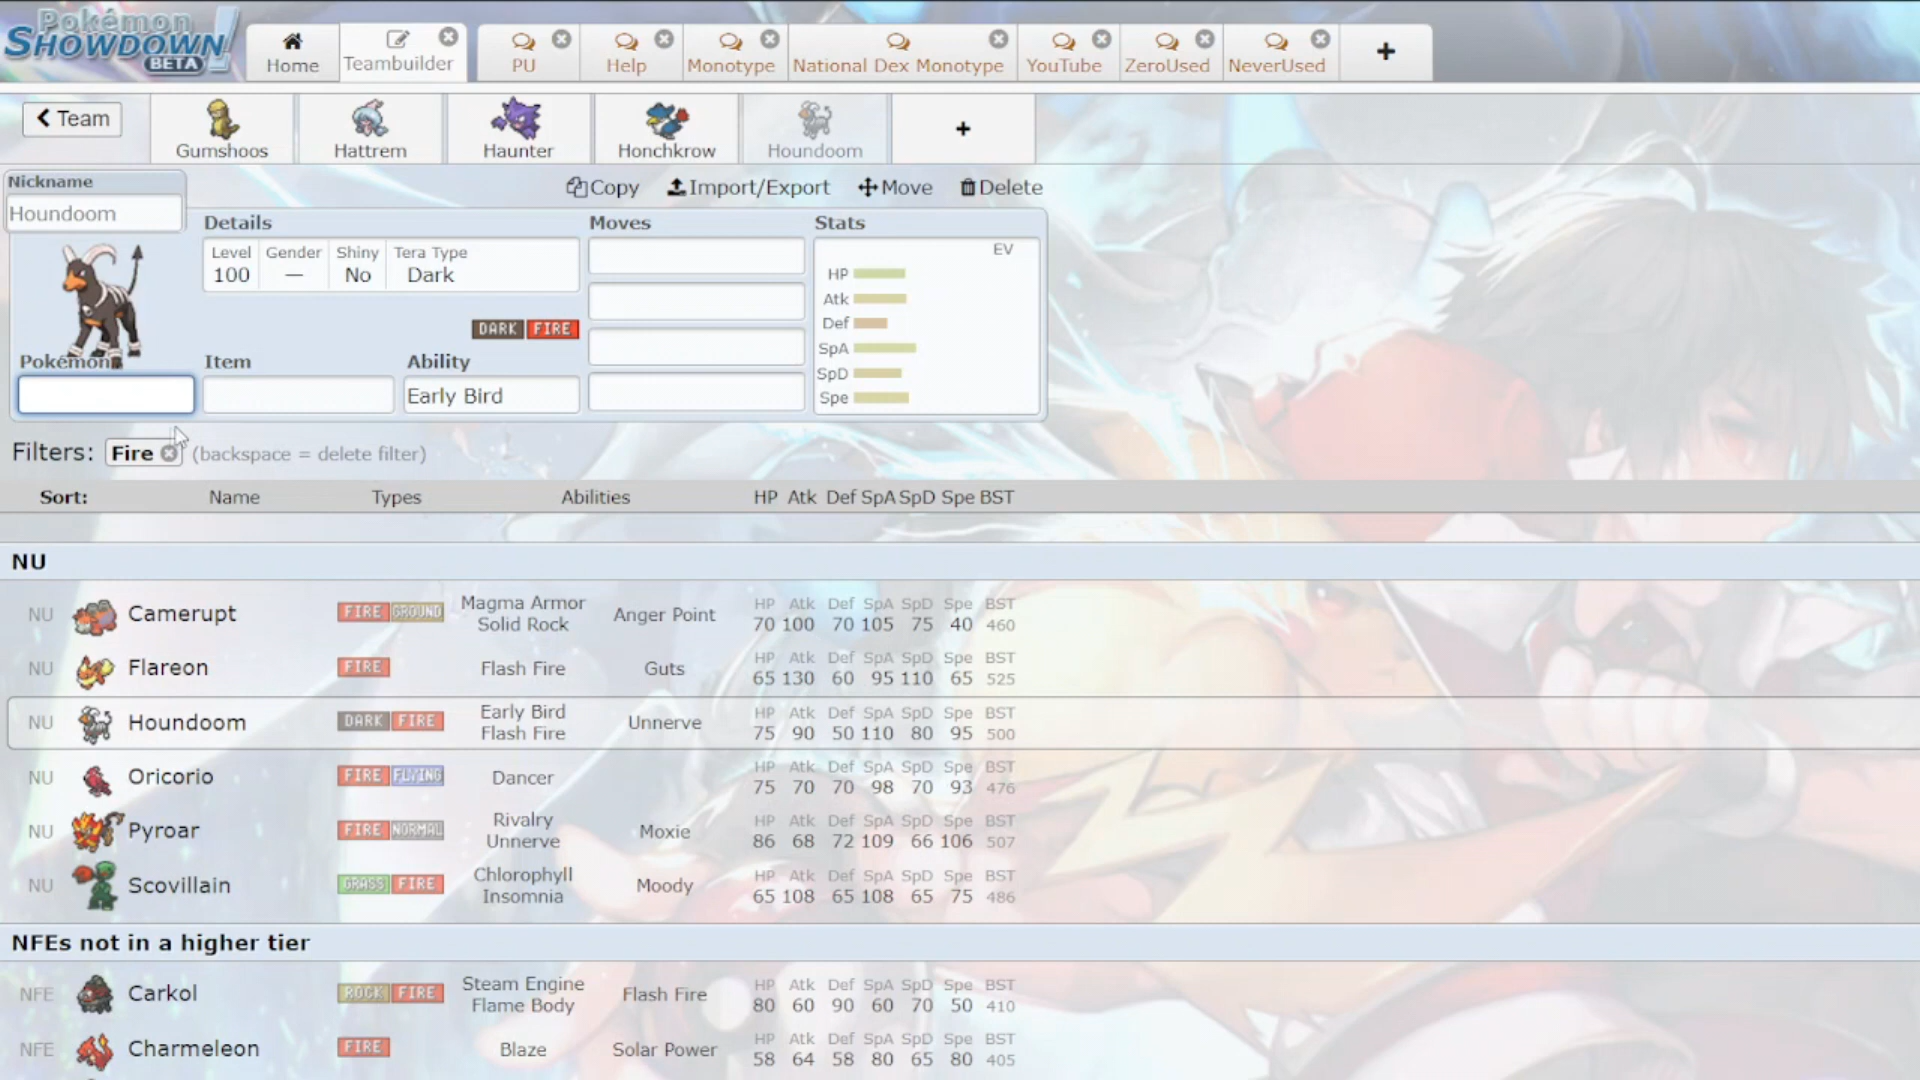 Pokémon
SHOWDOWN!
BETA
Home
Teambuilder
PU
Help
Monotype
National Dex Monotype
YouTube
ZeroUsed
NeverUsed
+
Team
Gumshoos
Hattrem
Haunter
Honchkrow
Houndoom
+
Nickname
Houndoom
Copy
Import/Export
Move
Delete
Details
Moves
Stats
Level Gender Shiny Tera Type
100 — No Dark
EV
HP
Atk
Def
SpA
SpD
Spe
DARK FIRE
Pokémon
Item
Ability
Early Bird
Filters: Fire (backspace = delete filter)
Sort: Name Types Abilities HP Atk Def SpA SpD Spe BST
NU
NU Camerupt FIRE GROUND Magma Armor Solid Rock Anger Point HP 70 Atk 100 Def 70 SpA 105 SpD 75 Spe 40 BST 460
NU Flareon FIRE Flash Fire Guts HP 65 Atk 130 Def 60 SpA 95 SpD 110 Spe 65 BST 525
NU Houndoom DARK FIRE Early Bird Flash Fire Unnerve HP 75 Atk 90 Def 50 SpA 110 SpD 80 Spe 95 BST 500
NU Oricorio FIRE FLYING Dancer HP 75 Atk 70 Def 70 SpA 98 SpD 70 Spe 93 BST 476
NU Pyroar FIRE NORMAL Rivalry Unnerve Moxie HP 86 Atk 68 Def 72 SpA 109 SpD 66 Spe 106 BST 507
NU Scovillain GRASS FIRE Chlorophyll Insomnia Moody HP 65 Atk 108 Def 65 SpA 108 SpD 65 Spe 75 BST 486
NFEs not in a higher tier
NFE Carkol ROCK FIRE Steam Engine Flame Body Flash Fire HP 80 Atk 60 Def 90 SpA 60 SpD 70 Spe 50 BST 410
NFE Charmeleon FIRE Blaze Solar Power HP 58 Atk 64 Def 58 SpA 80 SpD 65 Spe 80 BST 405